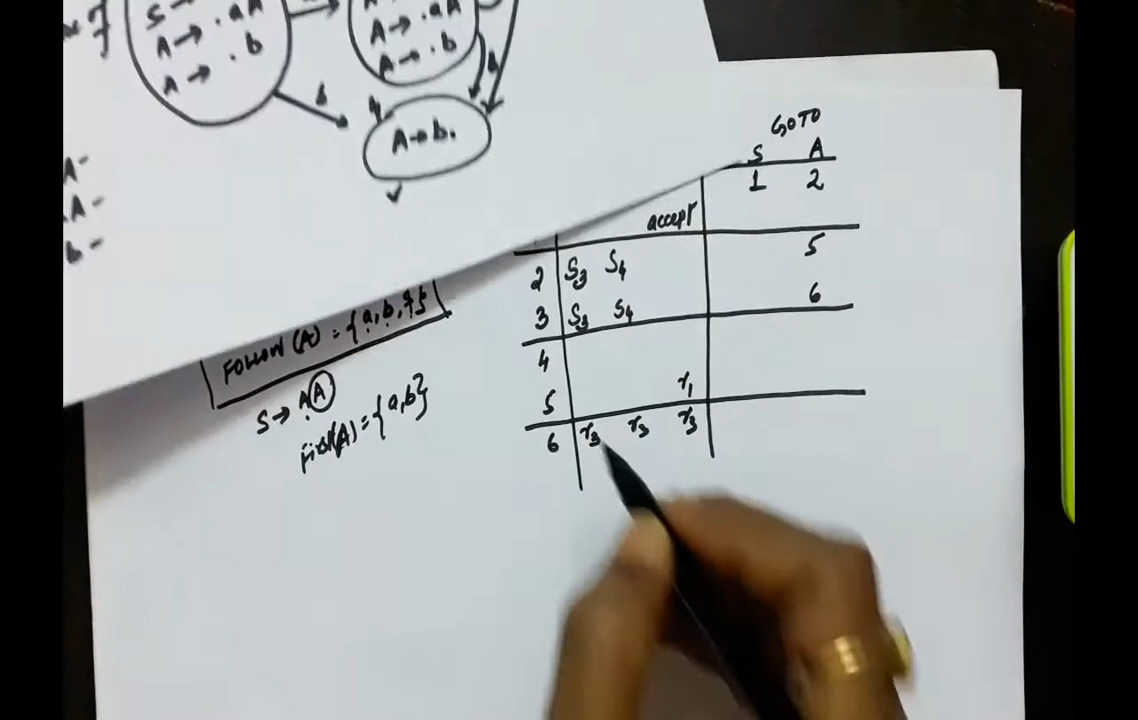 S→
A→ .aA
A→ .b
A→ .aA
A→ .b
b
A→b.
A-
A-
b-
GOTO
S A
1 2
accept
2 S3 S4 5
3 S3 S4 6
4
5 r1
6 r3 r3 r3
FOLLOW (A) = {a,b,$}
S→ AA
First(A)={a,b}